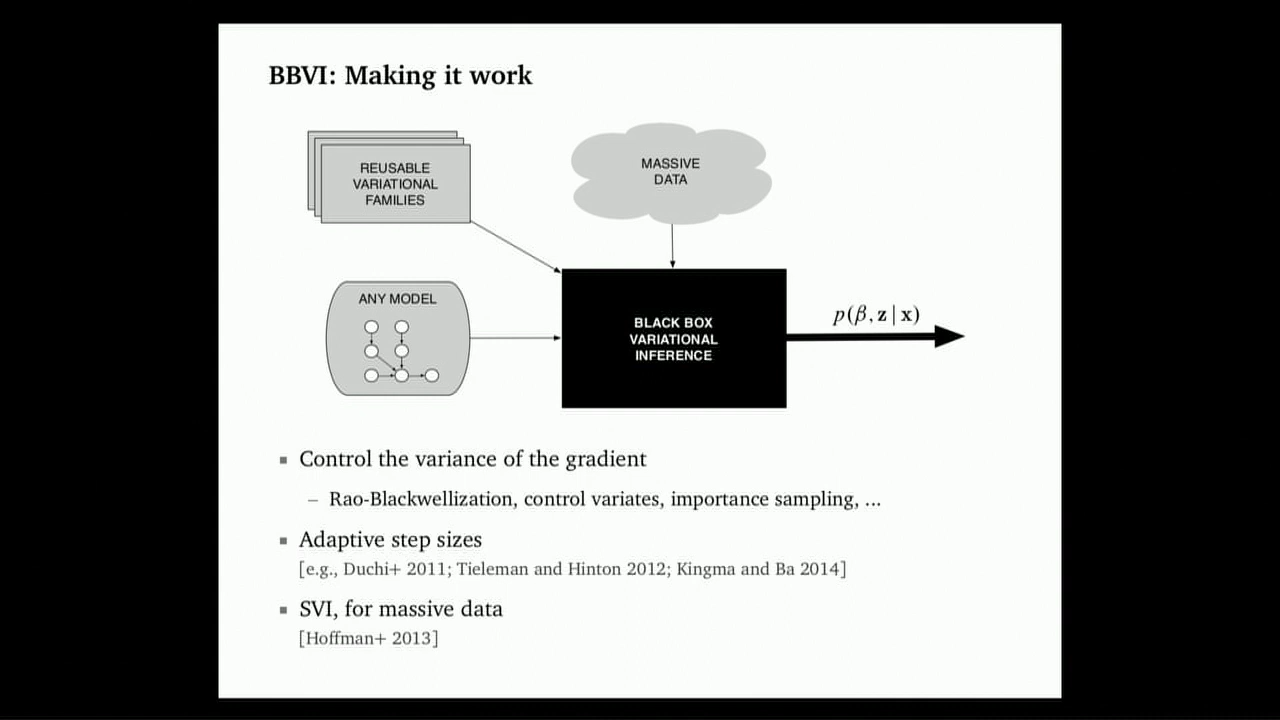 BBVI: Making it work
REUSABLE
VARIATIONAL
FAMILIES
MASSIVE
DATA
ANY MODEL
BLACK BOX
VARIATIONAL
INFERENCE
p(β, z | x)
Control the variance of the gradient
– Rao-Blackwellization, control variates, importance sampling, ...
Adaptive step sizes
[e.g., Duchi+ 2011; Tieleman and Hinton 2012; Kingma and Ba 2014]
SVI, for massive data
[Hoffman+ 2013]